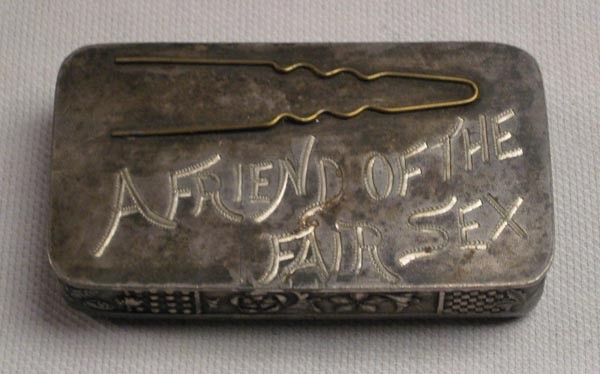 A FRIEND OF THE
FAIR SEX